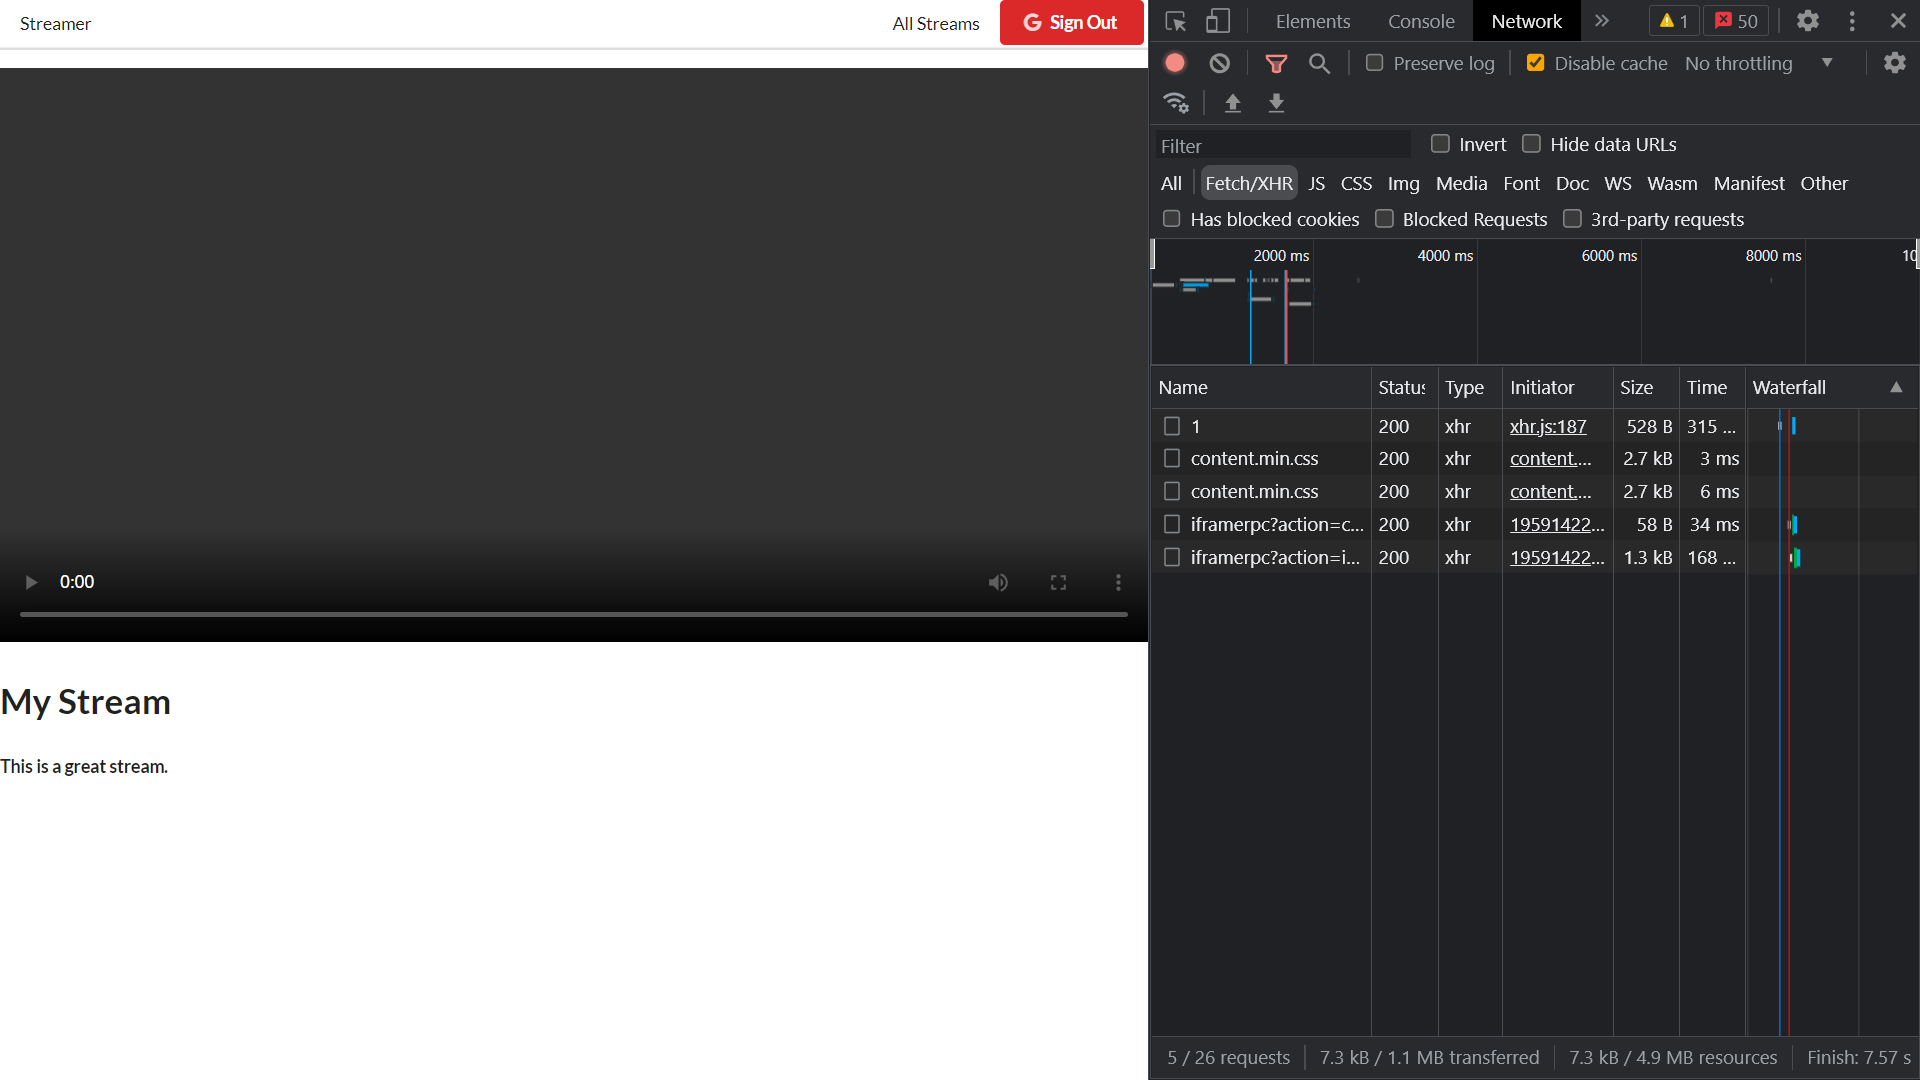 Streamer
All Streams
Sign Out
0:00
My Stream
This is a great stream.
Elements
Console
Network
1
50
Preserve log
Disable cache
No throttling
Filter
Invert
Hide data URLs
All
Fetch/XHR
JS
CSS
Img
Media
Font
Doc
WS
Wasm
Manifest
Other
Has blocked cookies
Blocked Requests
3rd-party requests
2000 ms
4000 ms
6000 ms
8000 ms
10
Name Status Type Initiator Size Time Waterfall
1 200 xhr xhr.js:187 528 B 315 ...
content.min.css 200 xhr content.... 2.7 kB 3 ms
content.min.css 200 xhr content.... 2.7 kB 6 ms
iframerpc?action=c... 200 xhr 19591422... 58 B 34 ms
iframerpc?action=i... 200 xhr 19591422... 1.3 kB 168 ...
5 / 26 requests
7.3 kB / 1.1 MB transferred
7.3 kB / 4.9 MB resources
Finish: 7.57 s